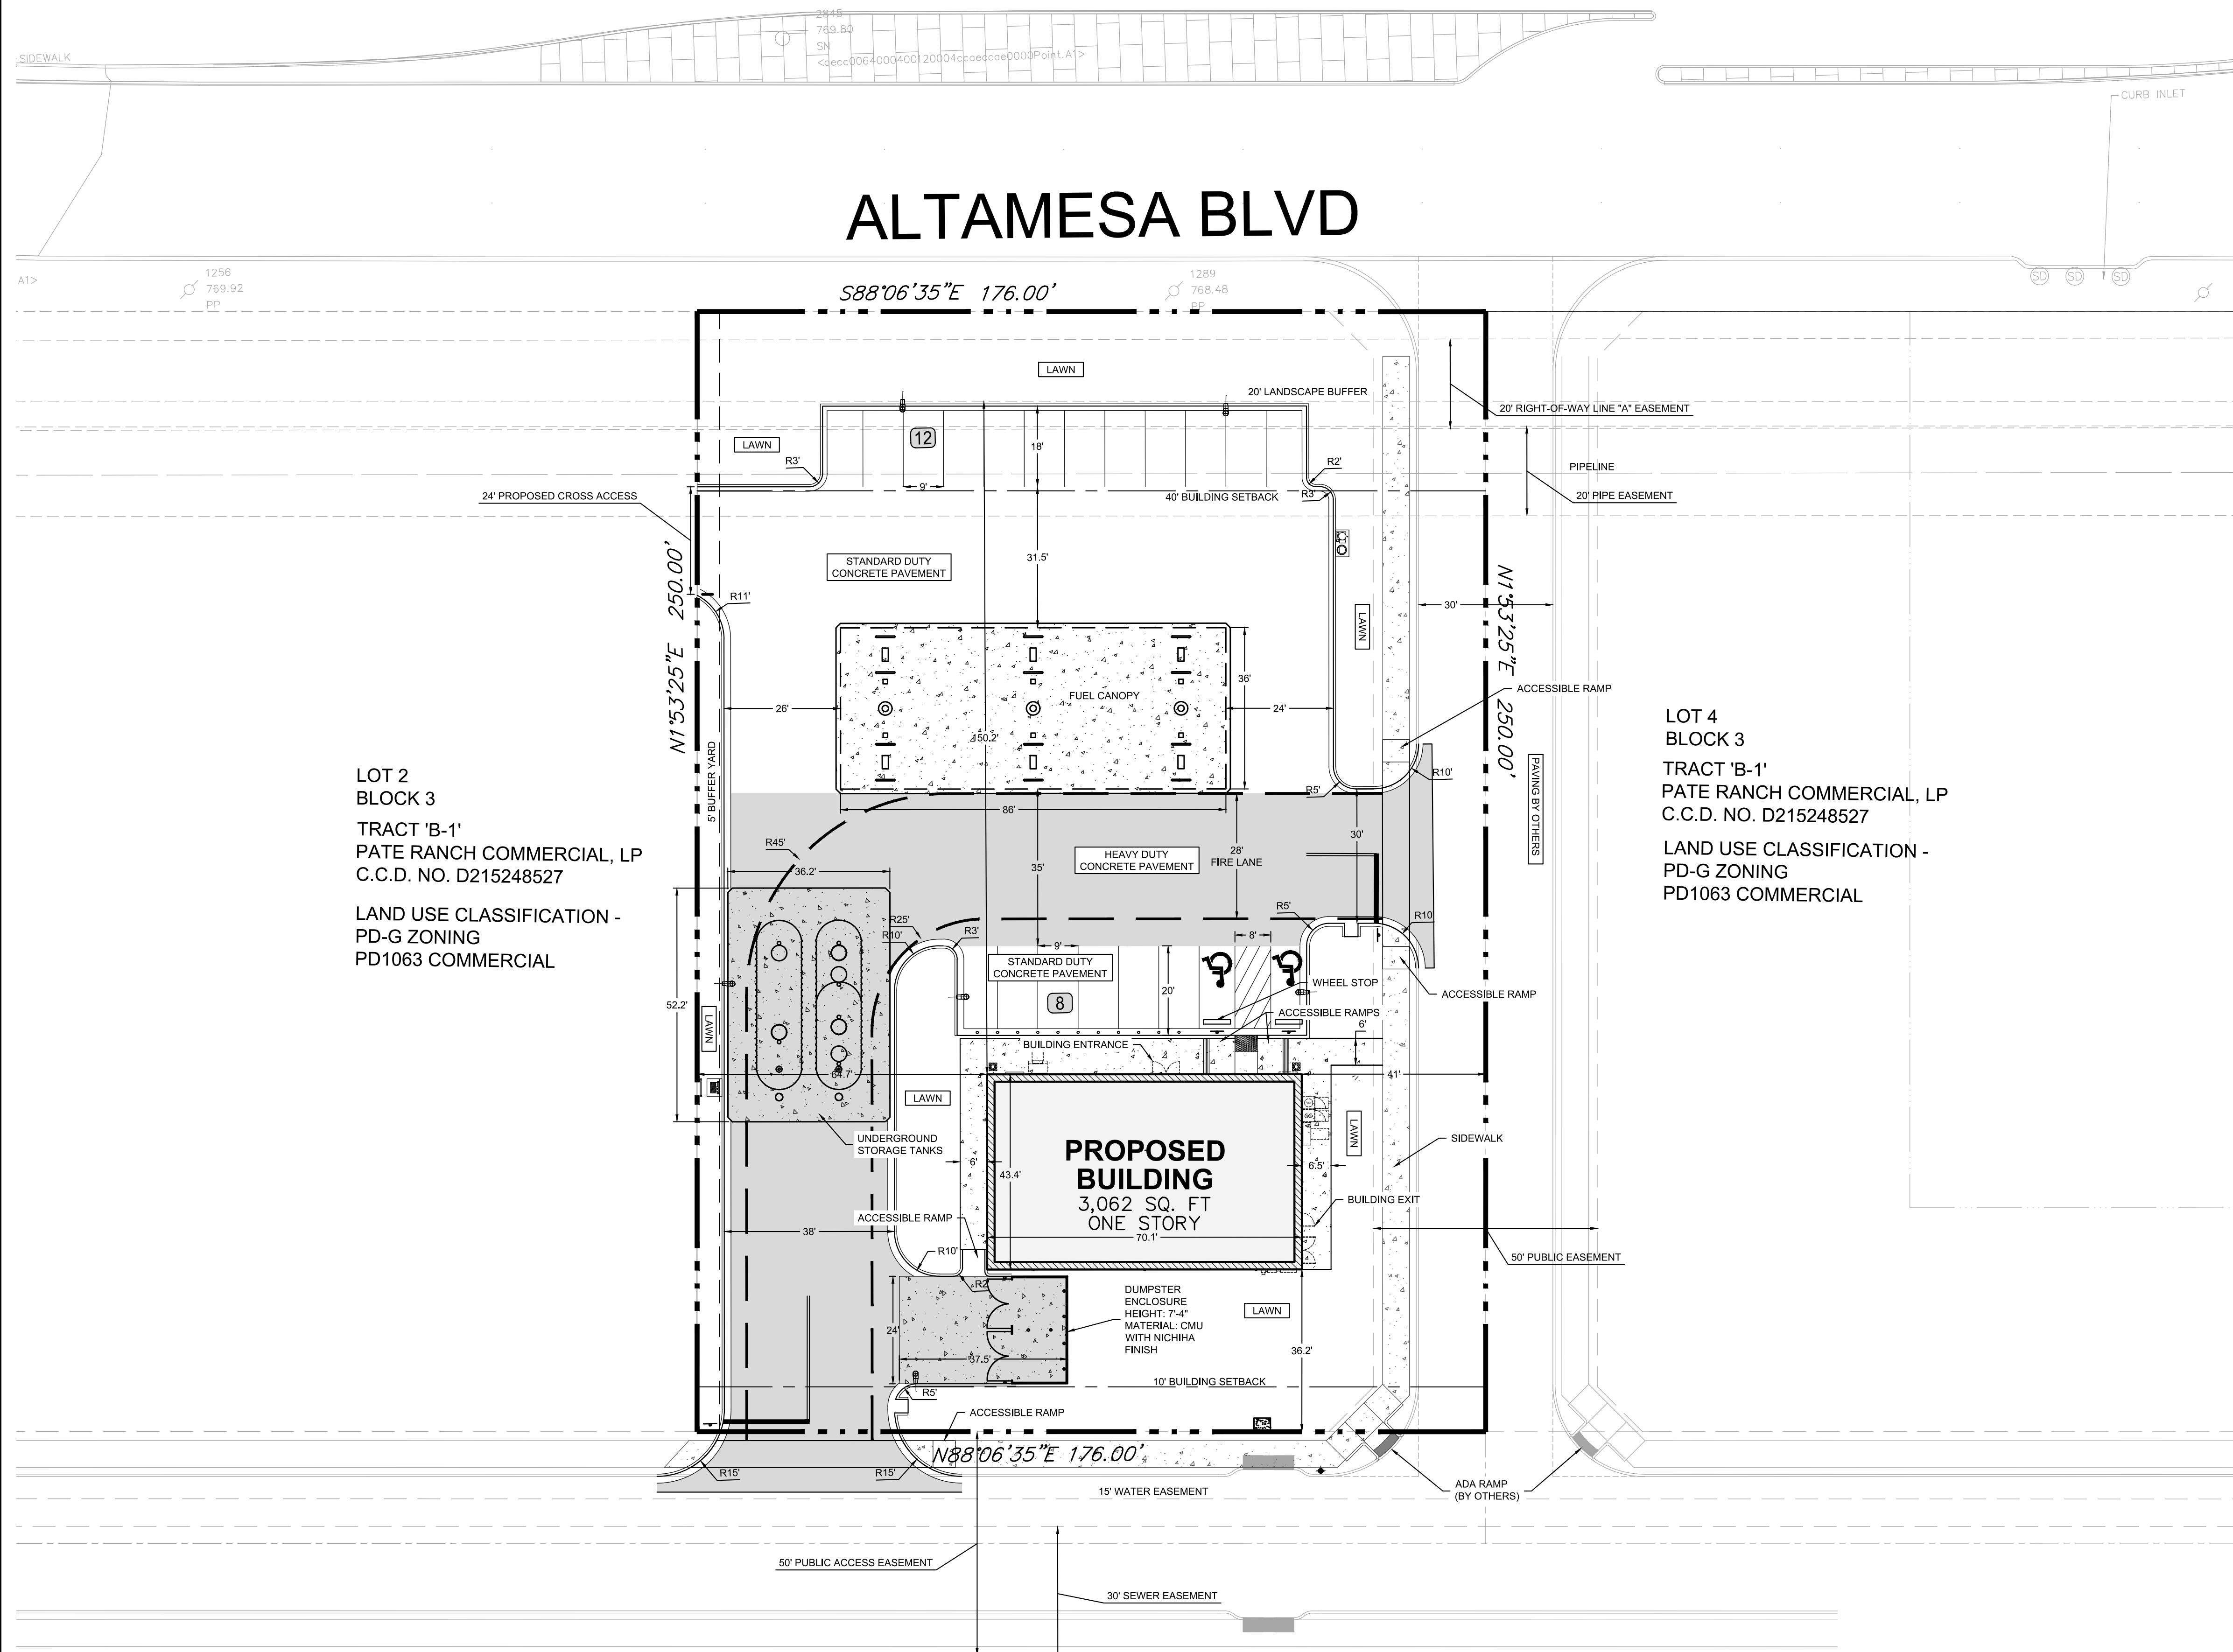 2845
769.80
SN
<cecc0064000400120004ccaeccae0000Point.A1>
SIDEWALK
CURB INLET
ALTAMESA BLVD
A1>
1256
769.92
PP
1289
768.48
PP
SD
SD
SD
S88°06'35"E 176.00'
LAWN
20' LANDSCAPE BUFFER
20' RIGHT-OF-WAY LINE "A" EASEMENT
12
LAWN
18'
R3'
R2'
PIPELINE
9'
24' PROPOSED CROSS ACCESS
40' BUILDING SETBACK
R3'
20' PIPE EASEMENT
N1°53'25"E 250.00'
STANDARD DUTY
CONCRETE PAVEMENT
31.5'
R11'
30'
LAWN
N1°53'25"E 250.00'
36'
FUEL CANOPY
ACCESSIBLE RAMP
26'
24'
150.2'
5' BUFFER YARD
LOT 4
BLOCK 3
TRACT 'B-1'
PATE RANCH COMMERCIAL, LP
C.C.D. NO. D215248527
LAND USE CLASSIFICATION -
PD-G ZONING
PD1063 COMMERCIAL
LOT 2
BLOCK 3
TRACT 'B-1'
PATE RANCH COMMERCIAL, LP
C.C.D. NO. D215248527
LAND USE CLASSIFICATION -
PD-G ZONING
PD1063 COMMERCIAL
R10'
R5'
86'
PAVING BY OTHERS
R45'
30'
HEAVY DUTY
CONCRETE PAVEMENT
28'
FIRE LANE
35'
36.2'
R25'
R10'
R3'
R5'
R10'
9'
8'
STANDARD DUTY
CONCRETE PAVEMENT
WHEEL STOP
20'
8
ACCESSIBLE RAMP
52.2'
LAWN
ACCESSIBLE RAMPS
6'
BUILDING ENTRANCE
64.7'
41'
LAWN
LAWN
UNDERGROUND
STORAGE TANKS
SIDEWALK
6'
43.4'
PROPOSED
BUILDING
3,062 SQ. FT
ONE STORY
6.5'
BUILDING EXIT
ACCESSIBLE RAMP
38'
70.1'
R10'
50' PUBLIC EASEMENT
R2'
DUMPSTER
ENCLOSURE
HEIGHT: 7'-4"
MATERIAL: CMU
WITH NICHIHA
FINISH
LAWN
24'
37.5'
36.2'
10' BUILDING SETBACK
R5'
ACCESSIBLE RAMP
N88°06'35"E 176.00'
R15'
R15'
15' WATER EASEMENT
ADA RAMP
(BY OTHERS)
50' PUBLIC ACCESS EASEMENT
30' SEWER EASEMENT